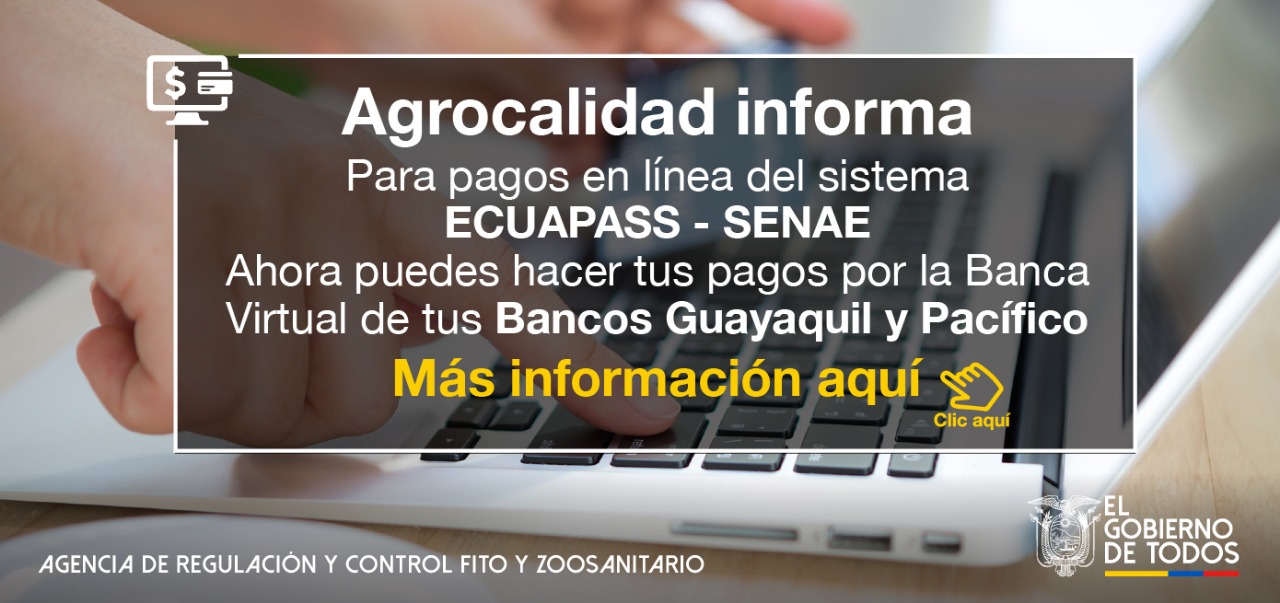 Agrocalidad informa
Para pagos en línea del sistema
ECUAPASS - SENAE
Ahora puedes hacer tus pagos por la Banca
Virtual de tus Bancos Guayaquil y Pacífico
Más información aquí
Clic aquí
AGENCIA DE REGULACIÓN Y CONTROL FITO Y ZOOSANITARIO
EL
GOBIERNO
DE TODOS
$